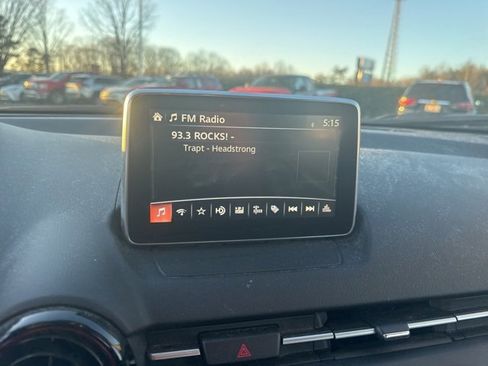 FM Radio
5:15
93.3 ROCKS! -
Trapt - Headstrong